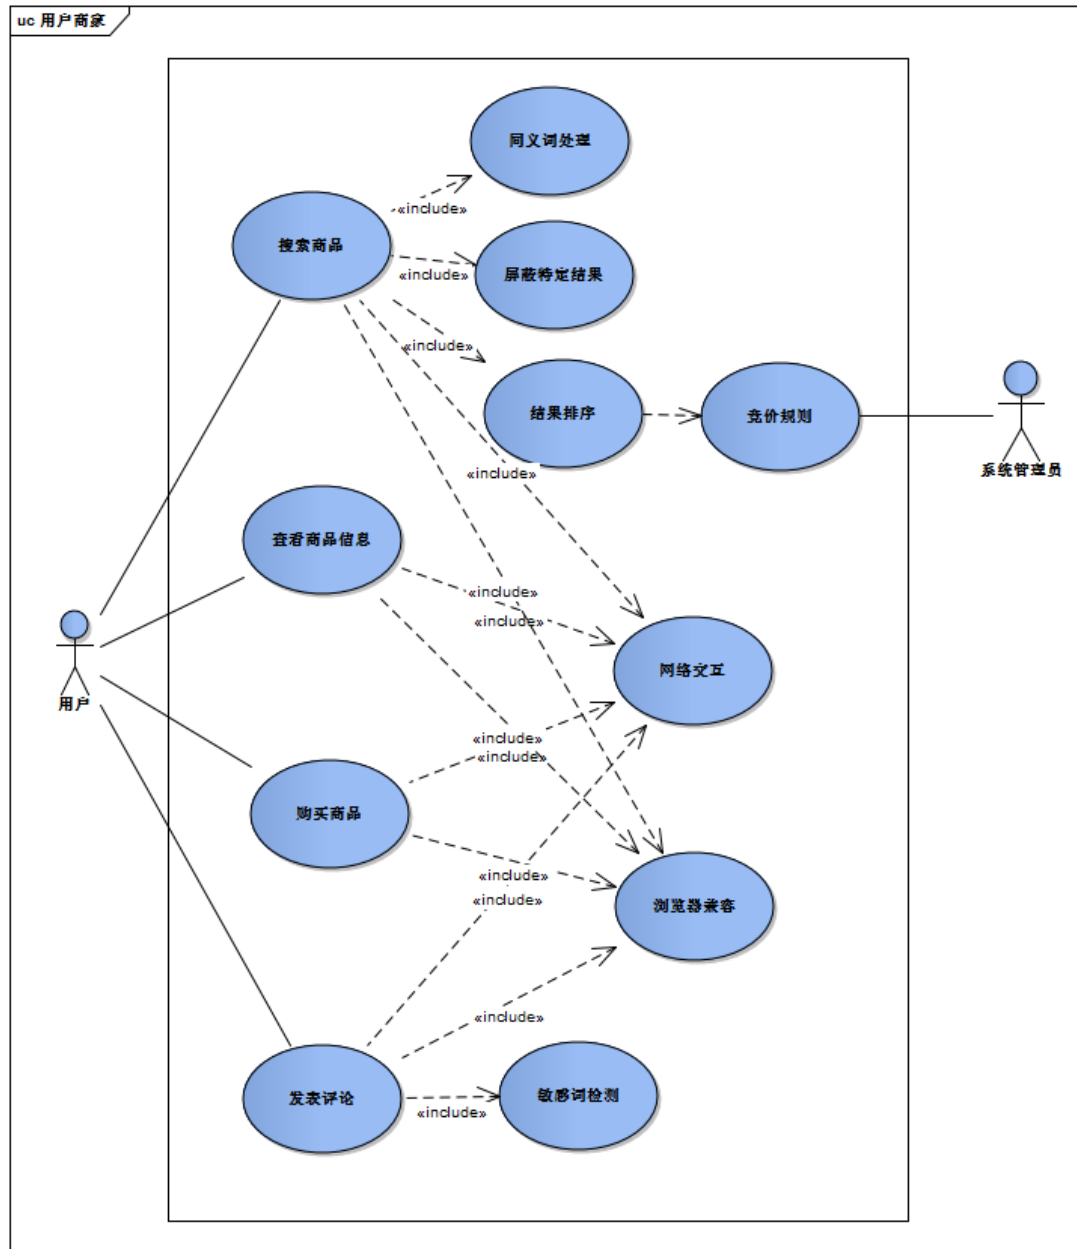 uc 用户商家
同义词处理
«include»
搜索商品
«include»
屏蔽特定结果
«include»
结果排序
竞价规则
系统管理员
«include»
查看商品信息
«include»
«include»
网络交互
用户
«include»
«include»
购买商品
«include»
«include»
浏览器兼容
«include»
发表评论
«include»
敏感词检测